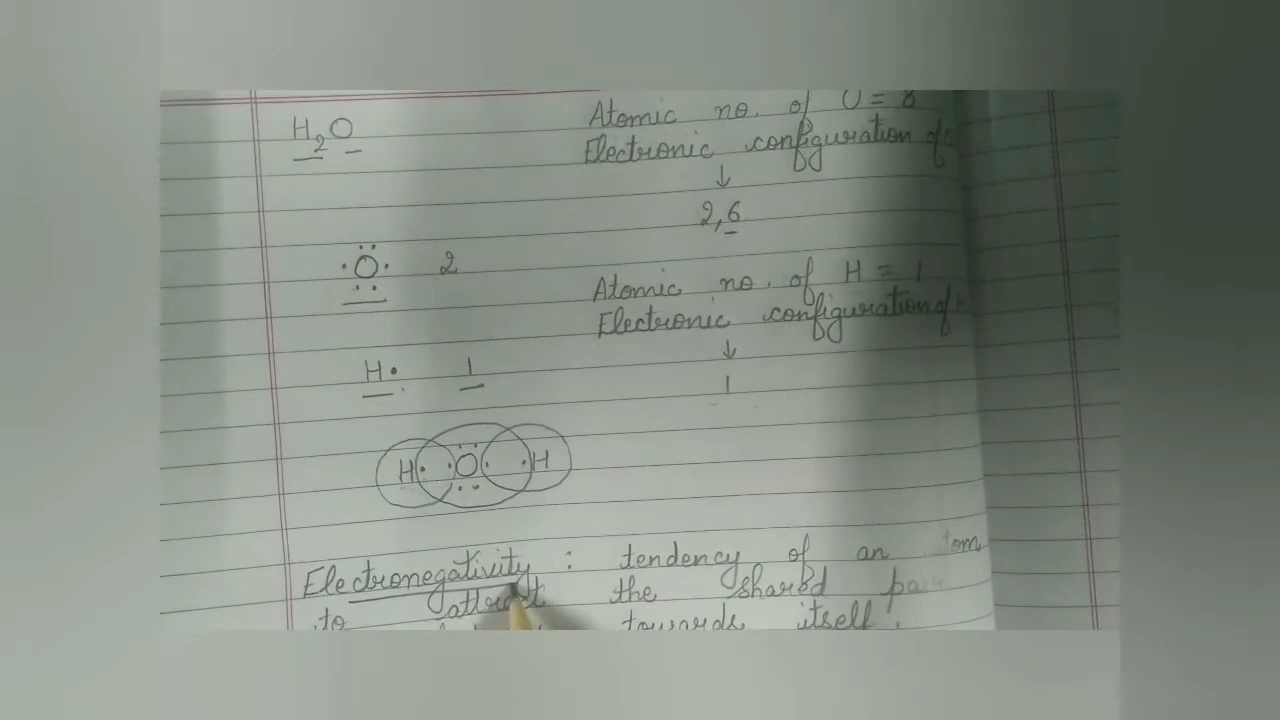 H2O
Atomic no. of O = 8
Electronic configuration of
↓
2,6
O 2
Atomic no. of H = 1
Electronic configuration of
↓
H 1
1
H O H
Electronegativity : tendency of an
to attract the shared
towards itself.